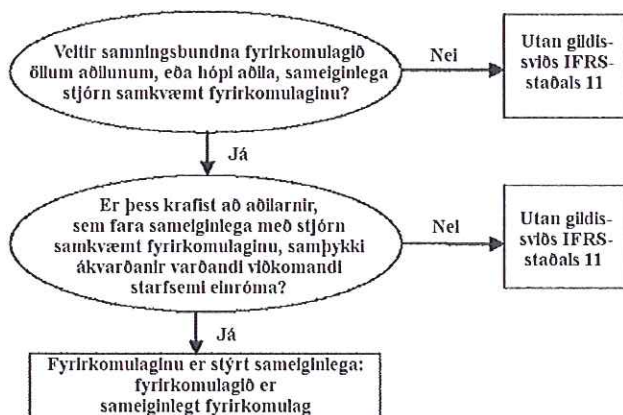 Veltir samningsbundna fyrirkomulagið
öllum aðilunum, eða hópi aðila, sameiginlega
stjórn samkvæmt fyrirkomulaginu?
Nei
Utan gildis-
sviðs IFRS-
staðals 11
Já
Er þess krafist að aðilarnir,
sem fara sameiginlega með stjórn
samkvæmt fyrirkomulaginu, samþykki
ákvarðanir varðandi viðkomandi
starfsemi einróma?
Nei
Utan gildis-
sviðs IFRS-
staðals 11
Já
Fyrirkomulaginu er stýrt sameiginlega:
fyrirkomulagið er
sameiginlegt fyrirkomulag